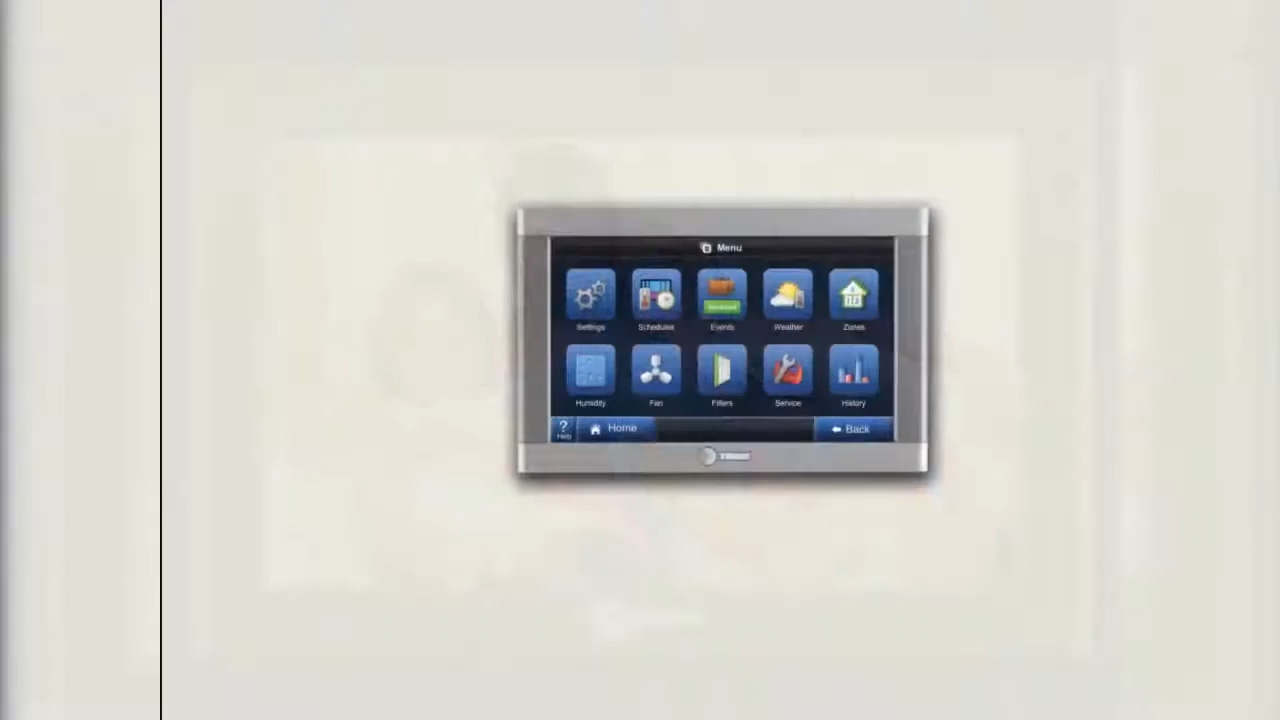 Menu
Settings Schedules Events Weather Zones
Humidity Fan Filters Service History
? Help Home Back